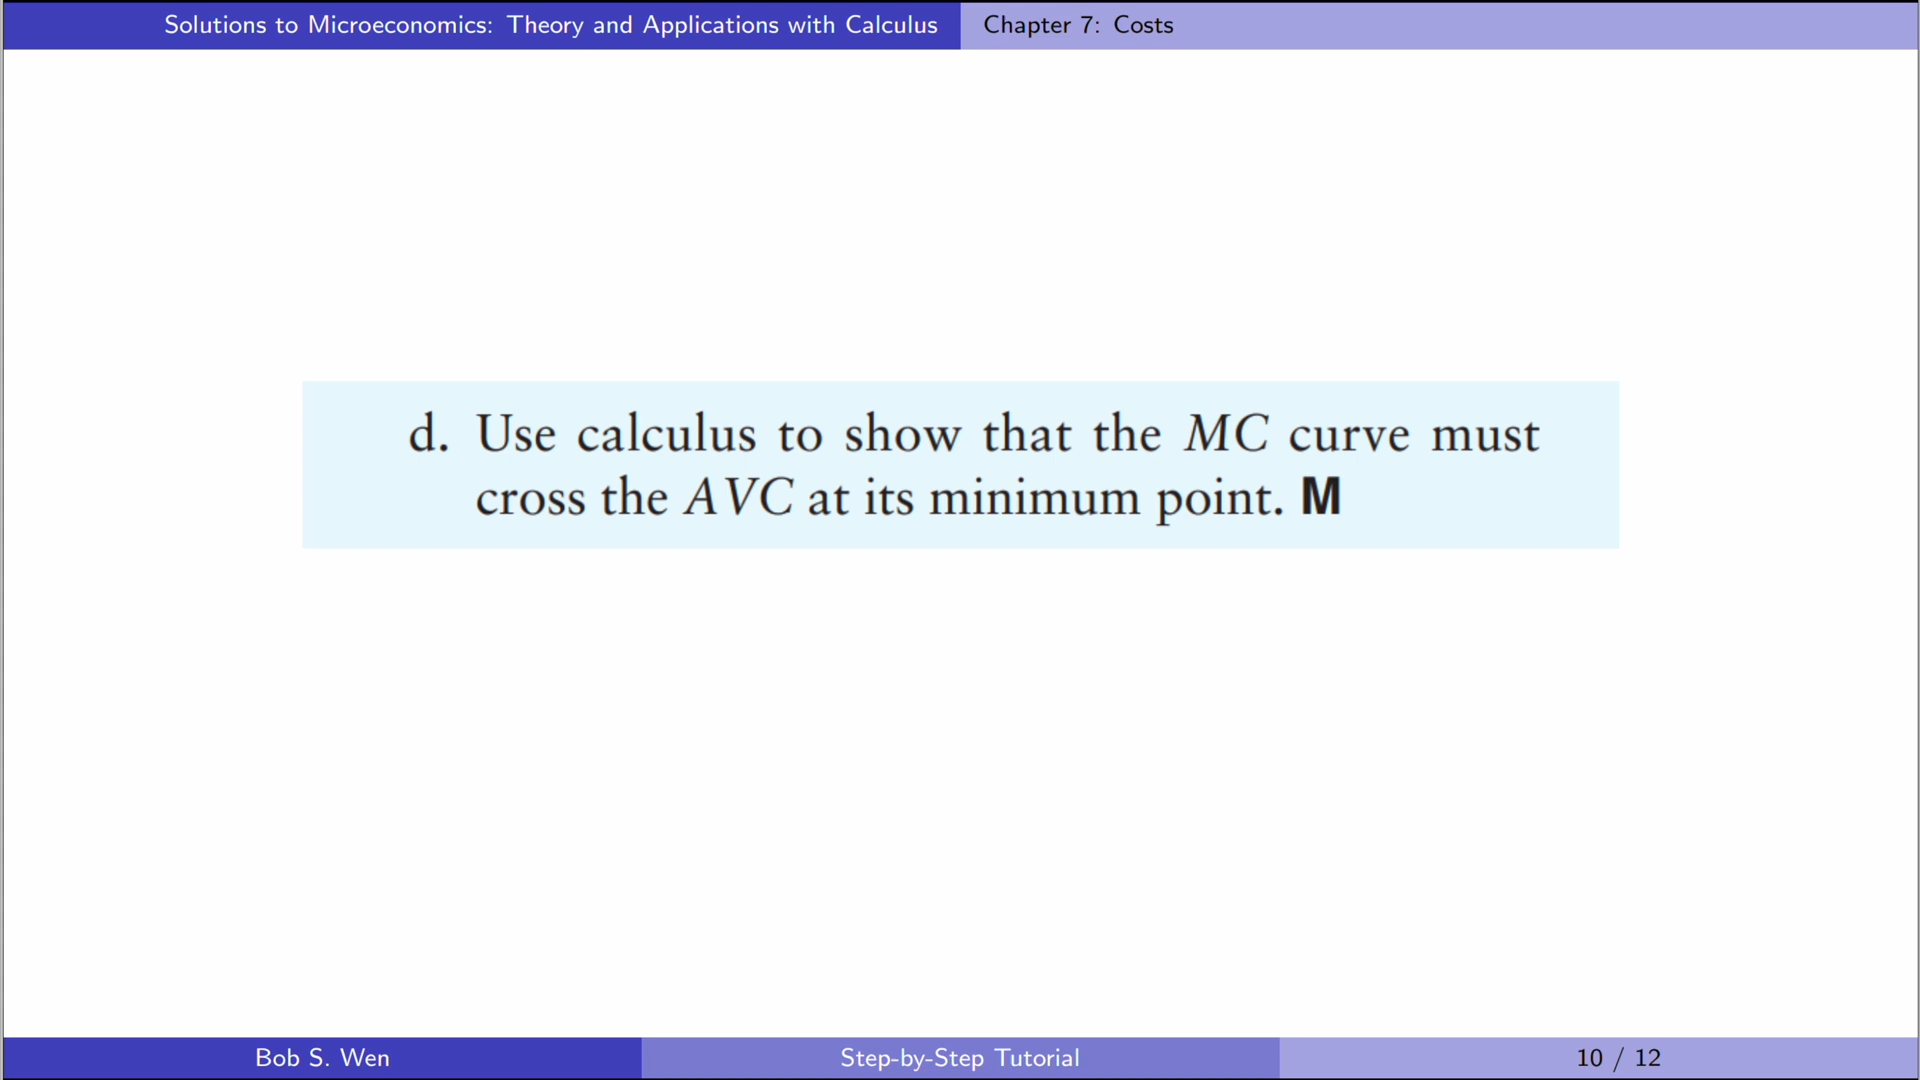 Solutions to Microeconomics: Theory and Applications with Calculus Chapter 7: Costs
d. Use calculus to show that the MC curve must
cross the AVC at its minimum point. M
Bob S. Wen Step-by-Step Tutorial 10 / 12